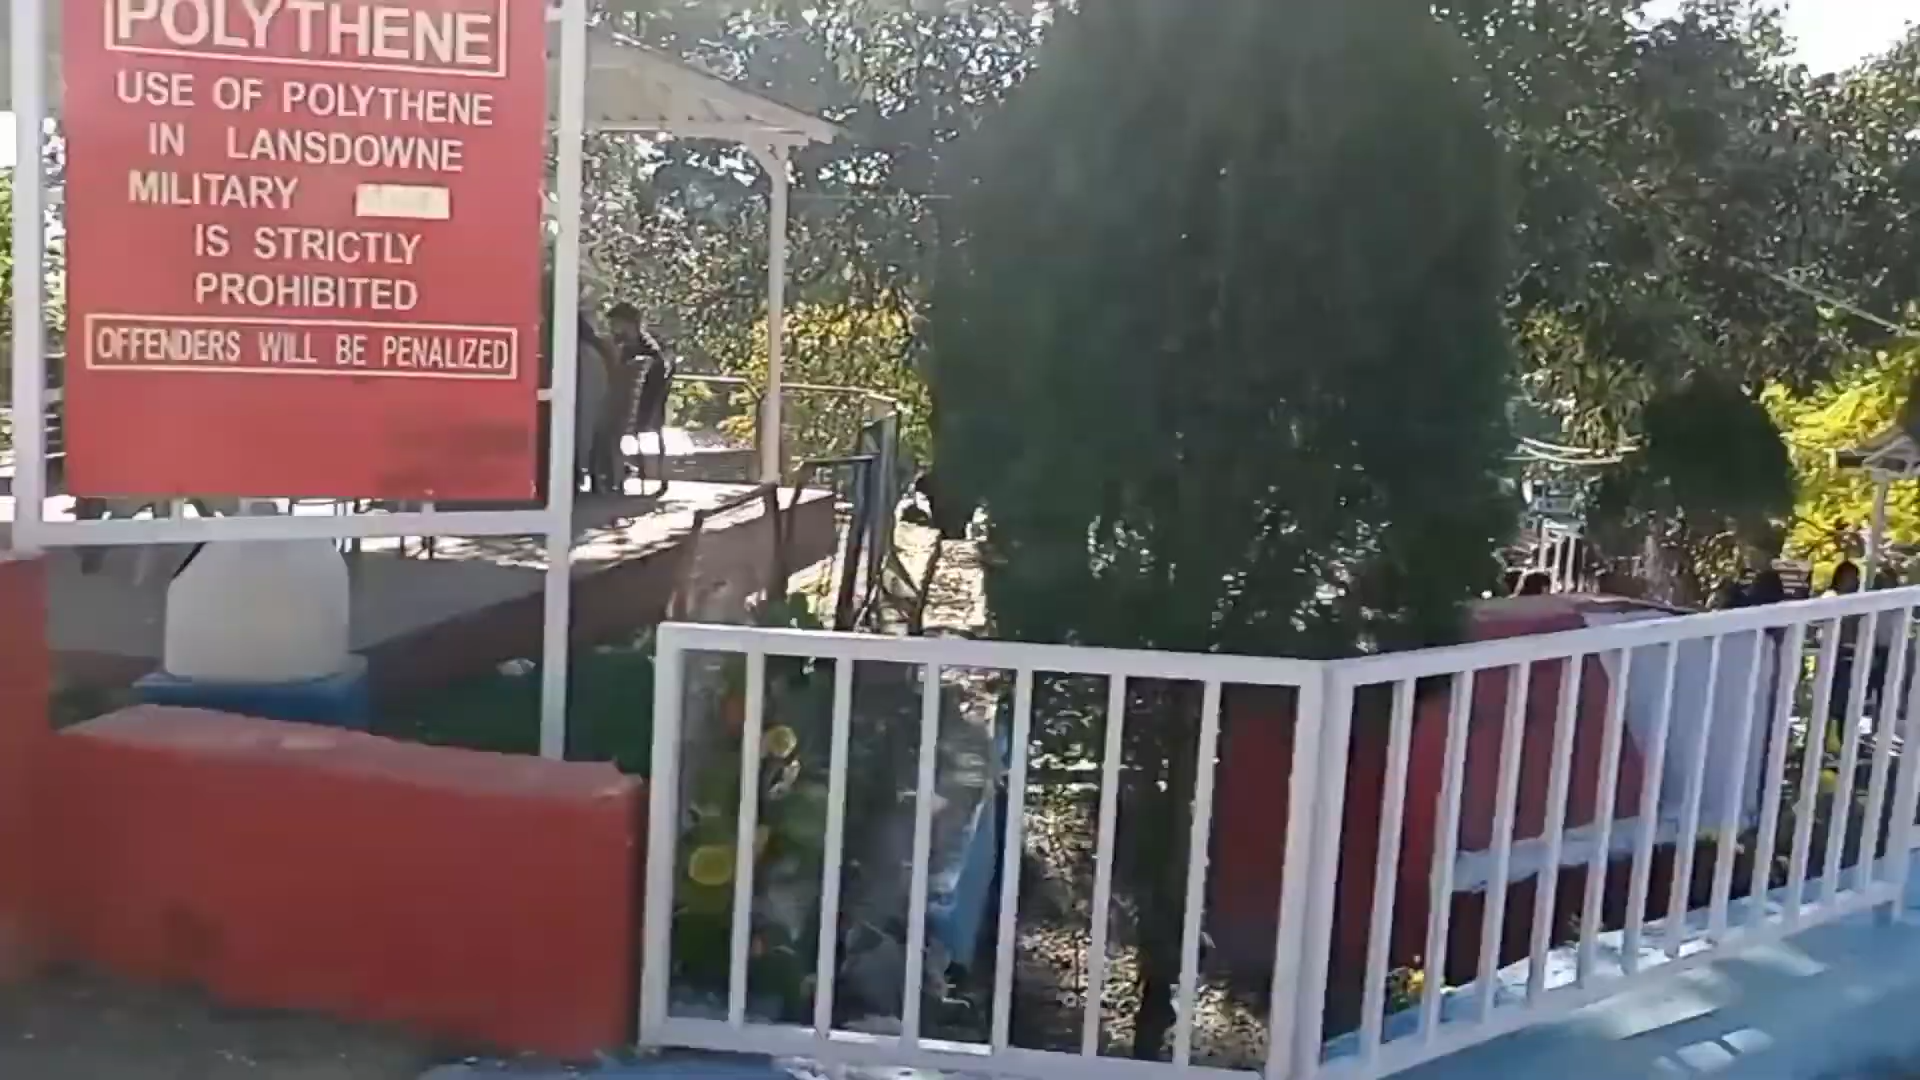 POLYTHENE
USE OF POLYTHENE
IN LANSDOWNE
MILITARY
IS STRICTLY
PROHIBITED
OFFENDERS WILL BE PENALIZED